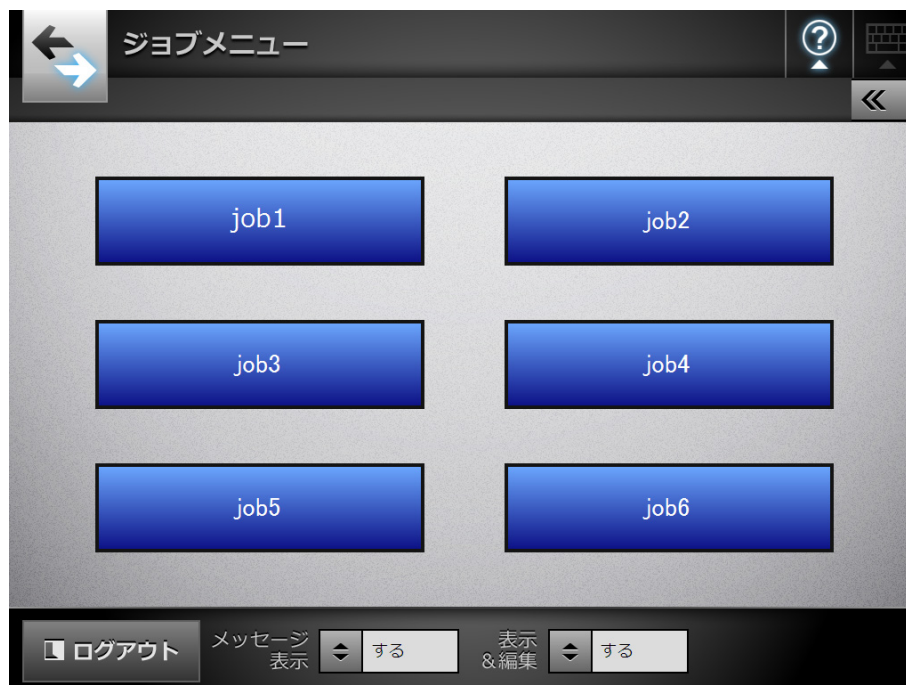 ジョブメニュー
job1
job2
job3
job4
job5
job6
ログアウト
メッセージ
表示
する
表示
&編集
する